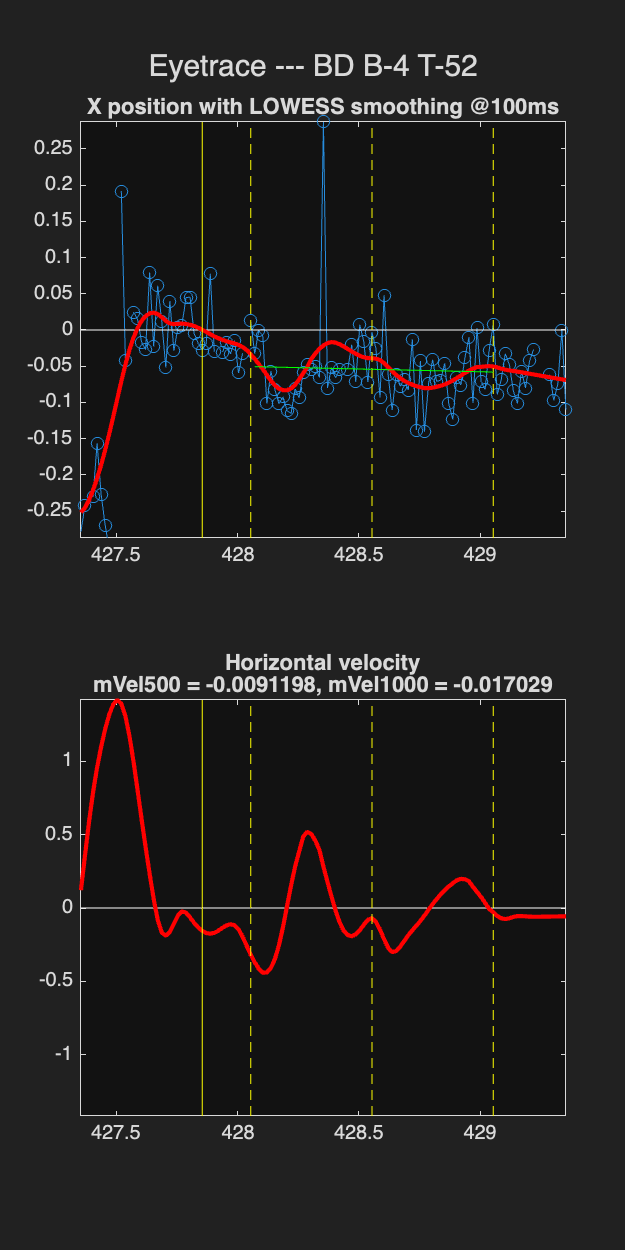 Eyetrace --- BD B-4 T-52
X position with LOWESS smoothing @100ms
0.25
0.2
0.15
0.1
0.05
0
-0.05
-0.1
-0.15
-0.2
-0.25
427.5 428 428.5 429
Horizontal velocity
mVel500 = -0.0091198, mVel1000 = -0.017029
1
0.5
0
-0.5
-1
427.5 428 428.5 429